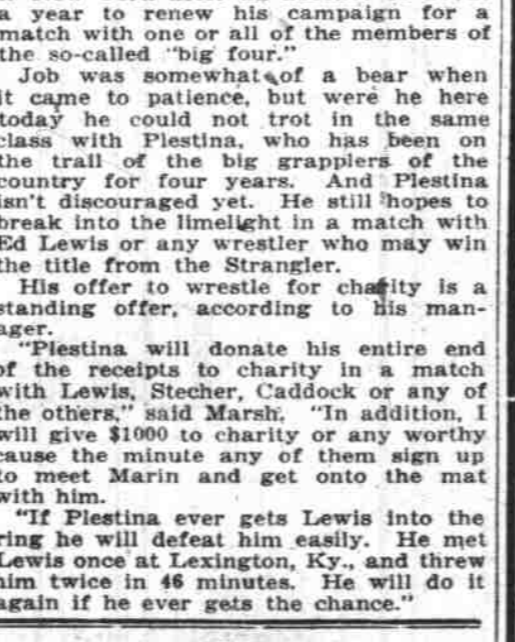 a year to renew his campaign for a
match with one or all of the members of
the so-called "big four."
Job was somewhat of a bear when
it came to patience, but were he here
today he could not trot in the same
class with Plestina, who has been on
the trail of the big grapplers of the
country for four years. And Plestina
isn't discouraged yet. He still hopes to
break into the limelight in a match with
Ed Lewis or any wrestler who may win
the title from the Strangler.
His offer to wrestle for charity is a
standing offer, according to his man-
ager.
"Plestina will donate his entire end
of the receipts to charity in a match
with Lewis, Stecher, Caddock or any of
the others," said Marsh. "In addition, I
will give $1000 to charity or any worthy
cause the minute any of them sign up
to meet Marin and get onto the mat
with him.
"If Plestina ever gets Lewis into the
ring he will defeat him easily. He met
Lewis once at Lexington, Ky., and threw
him twice in 46 minutes. He will do it
again if he ever gets the chance."